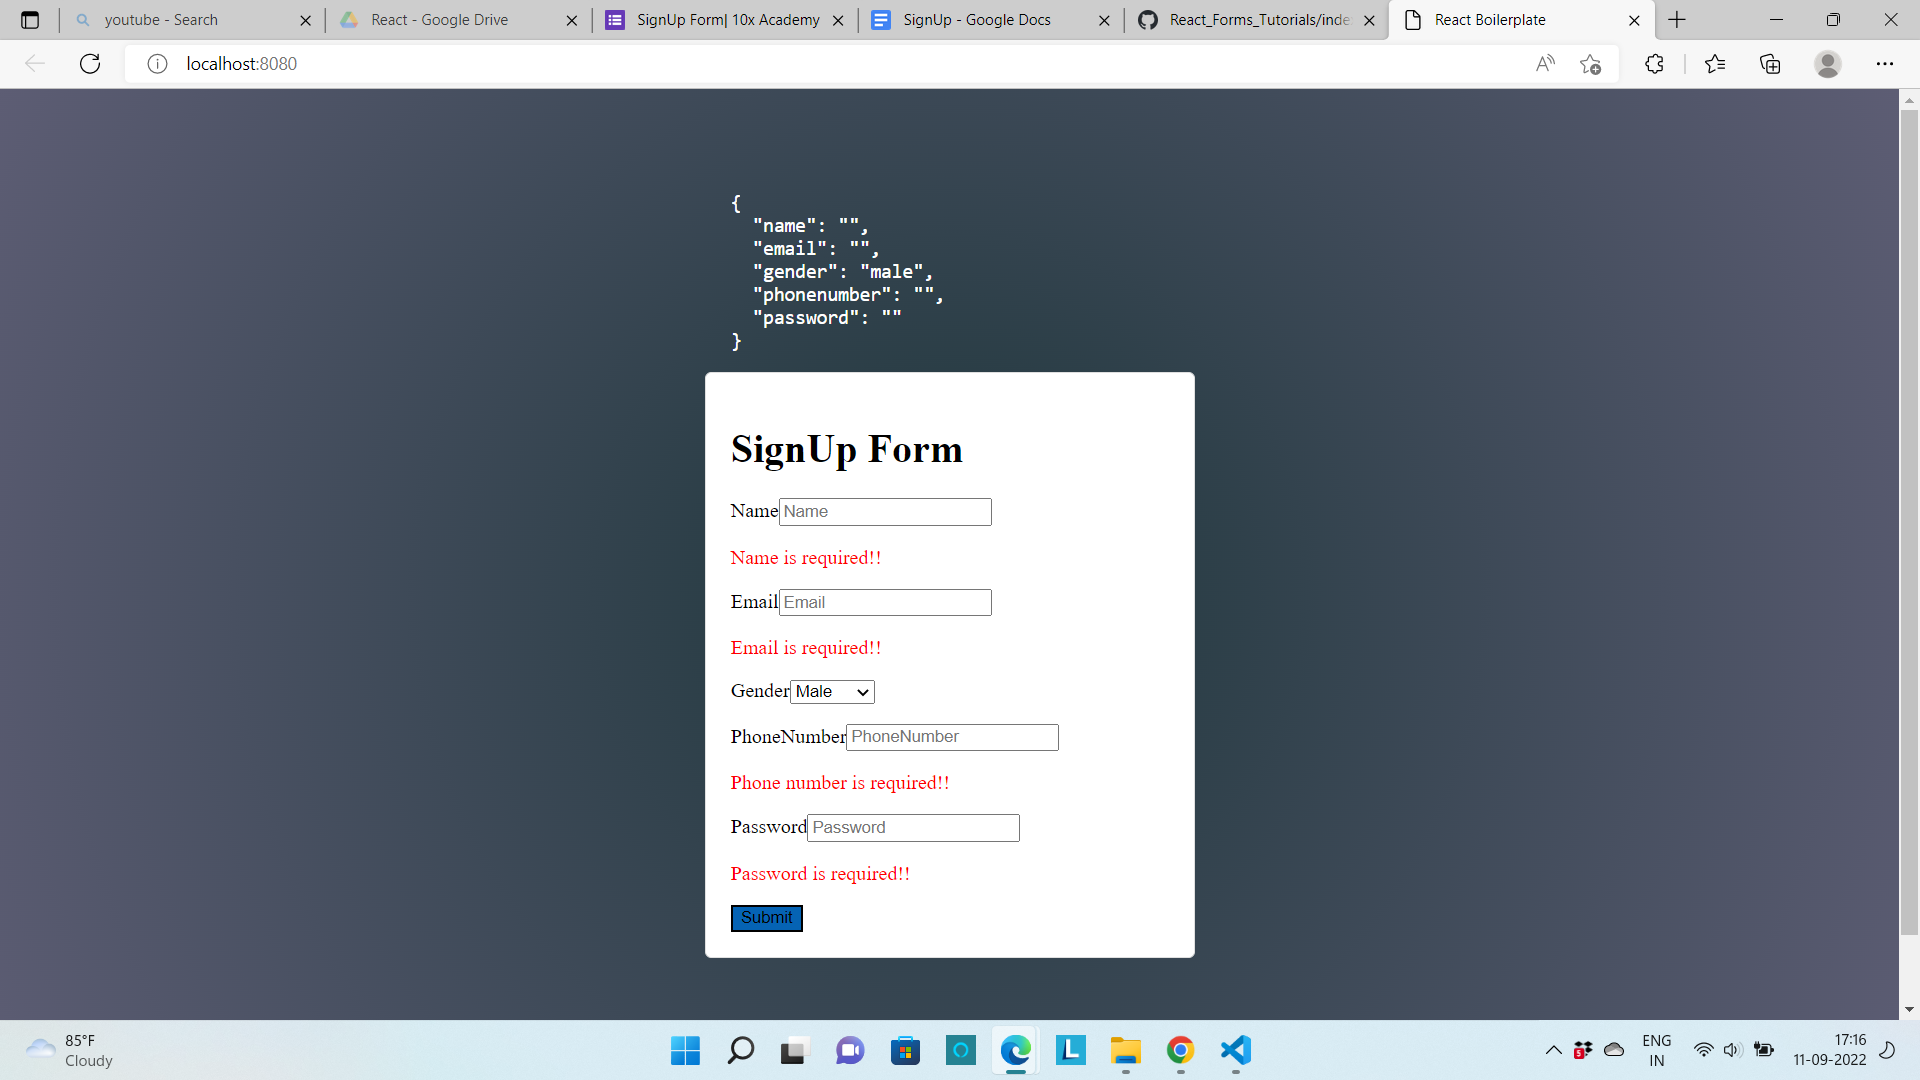 youtube - Search
React - Google Drive
SignUp Form| 10x Academy
SignUp - Google Docs
React_Forms_Tutorials/inde
React Boilerplate
localhost:8080
{
"name": "",
"email": "",
"gender": "male",
"phonenumber": "",
"password": ""
}
SignUp Form
Name Name
Name is required!!
Email Email
Email is required!!
Gender Male
PhoneNumber PhoneNumber
Phone number is required!!
Password Password
Password is required!!
Submit
85°F
Cloudy
5
ENG
IN
17:16
11-09-2022